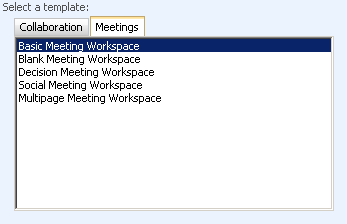 Select a template:
Collaboration Meetings
Basic Meeting Workspace
Blank Meeting Workspace
Decision Meeting Workspace
Social Meeting Workspace
Multipage Meeting Workspace